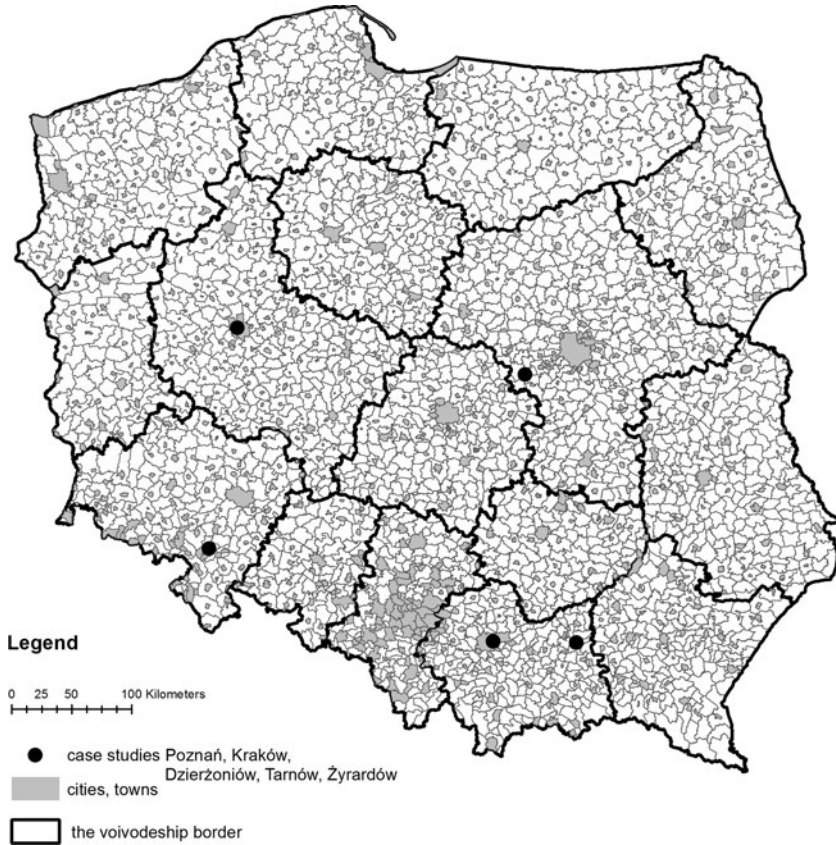 Legend
0 25 50 100 Kilometers
case studies Poznań, Kraków,
Dzierżoniów, Tarnów, Żyrardów
cities, towns
the voivodeship border